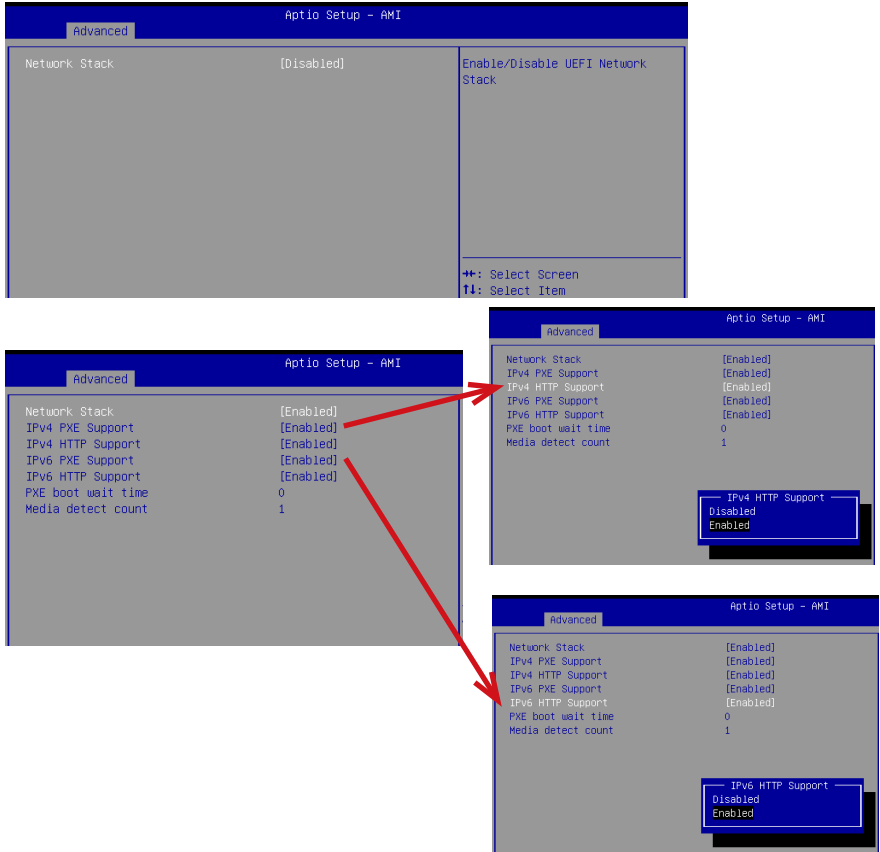 Aptio Setup – AMI
Advanced
Network Stack [Disabled]
Enable/Disable UEFI Network
Stack
→←: Select Screen
↑↓: Select Item
Aptio Setup – AMI
Advanced
Network Stack [Enabled]
IPv4 PXE Support [Enabled]
IPv4 HTTP Support [Enabled]
IPv6 PXE Support [Enabled]
IPv6 HTTP Support [Enabled]
PXE boot wait time 0
Media detect count 1
Aptio Setup – AMI
Advanced
Network Stack [Enabled]
IPv4 PXE Support [Enabled]
IPv4 HTTP Support [Enabled]
IPv6 PXE Support [Enabled]
IPv6 HTTP Support [Enabled]
PXE boot wait time 0
Media detect count 1
IPv4 HTTP Support
Disabled
Enabled
Aptio Setup – AMI
Advanced
Network Stack [Enabled]
IPv4 PXE Support [Enabled]
IPv4 HTTP Support [Enabled]
IPv6 PXE Support [Enabled]
IPv6 HTTP Support [Enabled]
PXE boot wait time 0
Media detect count 1
IPv6 HTTP Support
Disabled
Enabled